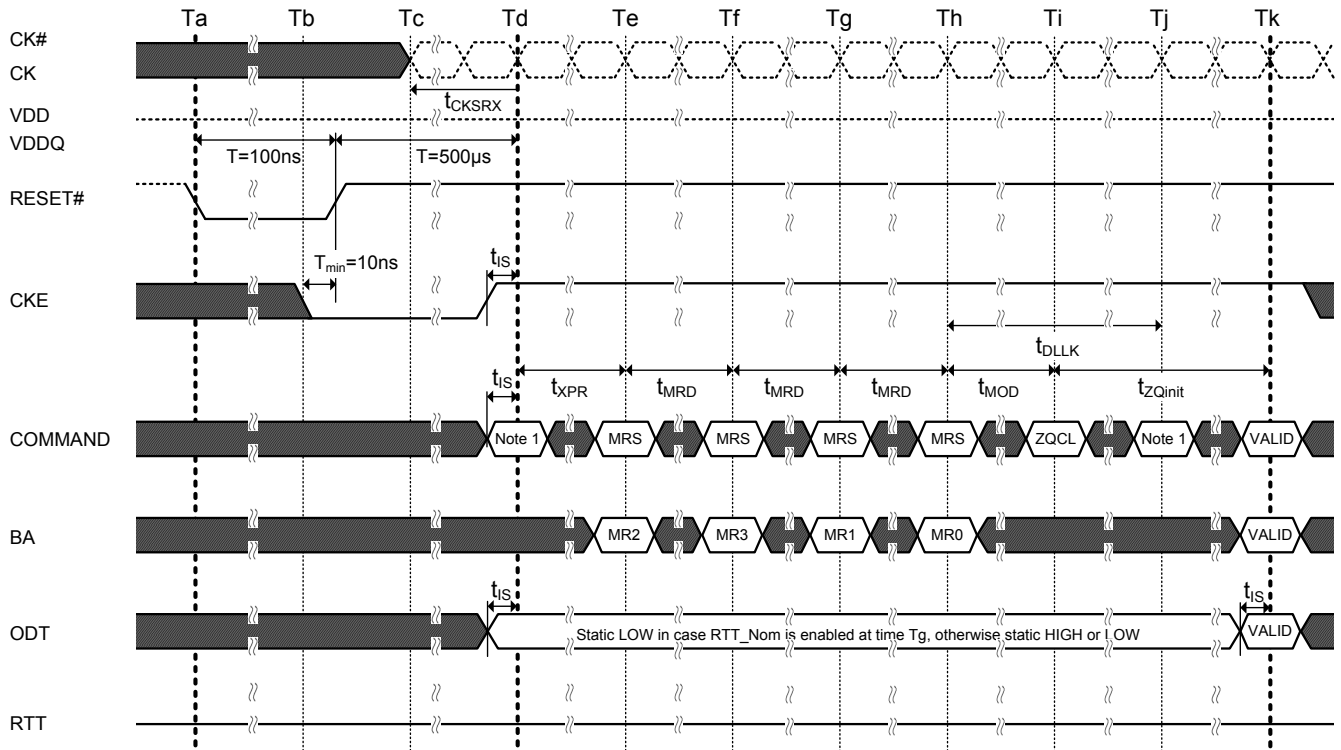 Ta Tb Tc Td Te Tf Tg Th Ti Tj Tk
CK#
CK
tCKSRX
VDD
VDDQ
T=100ns T=500µs
RESET#
Tmin=10ns tIS
CKE
tDLLK
tIS tXPR tMRD tMRD tMRD tMOD tZQinit
COMMAND Note 1 MRS MRS MRS MRS ZQCL Note 1 VALID
BA MR2 MR3 MR1 MR0 VALID
tIS tIS
ODT Static LOW in case RTT_Nom is enabled at time Tg, otherwise static HIGH or LOW VALID
RTT